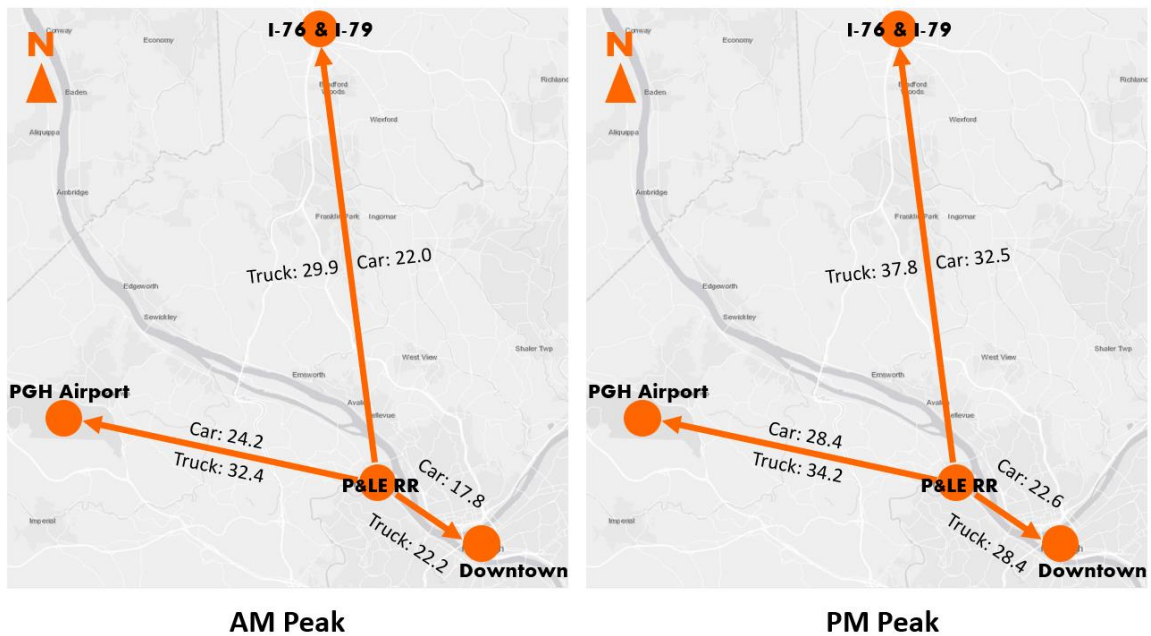 I-76 & I-79
N
Conway
Economy
Baden
Richland
Wexford
Aliquippa
Ambridge
Franklin Park
Ingomar
Truck: 29.9
Car: 22.0
Edgeworth
Sewickley
West View
Shaler Twp
Emsworth
PGH Airport
Avalon
Bellevue
Car: 24.2
Truck: 32.4
Car: 17.8
P&LE RR
Truck: 22.2
Imperial
Downtown
AM Peak
I-76 & I-79
N
Conway
Economy
Baden
Richland
Wexford
Aliquippa
Ambridge
Franklin Park
Ingomar
Truck: 37.8
Car: 32.5
Edgeworth
Sewickley
West View
Shaler Twp
Emsworth
PGH Airport
Avalon
Bellevue
Car: 28.4
Truck: 34.2
Car: 22.6
P&LE RR
Truck: 28.4
Imperial
Downtown
PM Peak